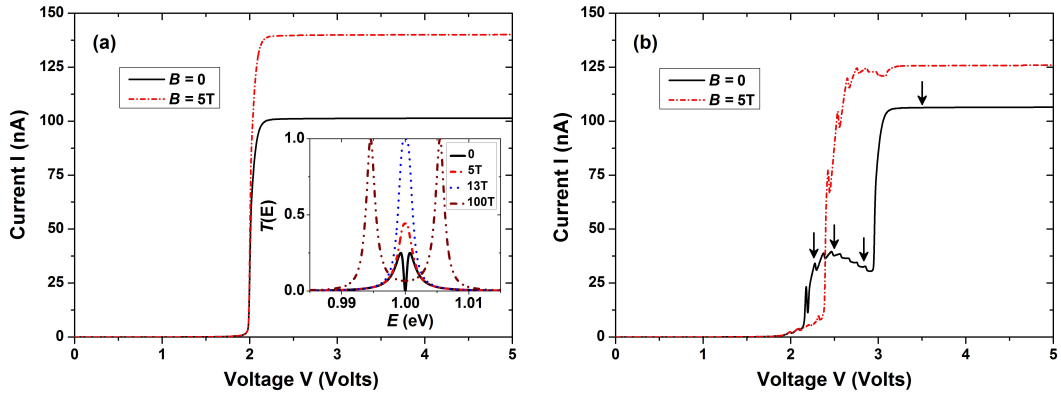 (a)
B = 0
B = 5T
Current I (nA)
150
125
100
75
50
25
0
0 1 2 3 4 5
Voltage V (Volts)
T(E)
1.0
0.5
0.0
0.99 1.00 1.01
E (eV)
0
5T
13T
100T
(b)
B = 0
B = 5T
Current I (nA)
150
125
100
75
50
25
0
0 1 2 3 4 5
Voltage V (Volts)